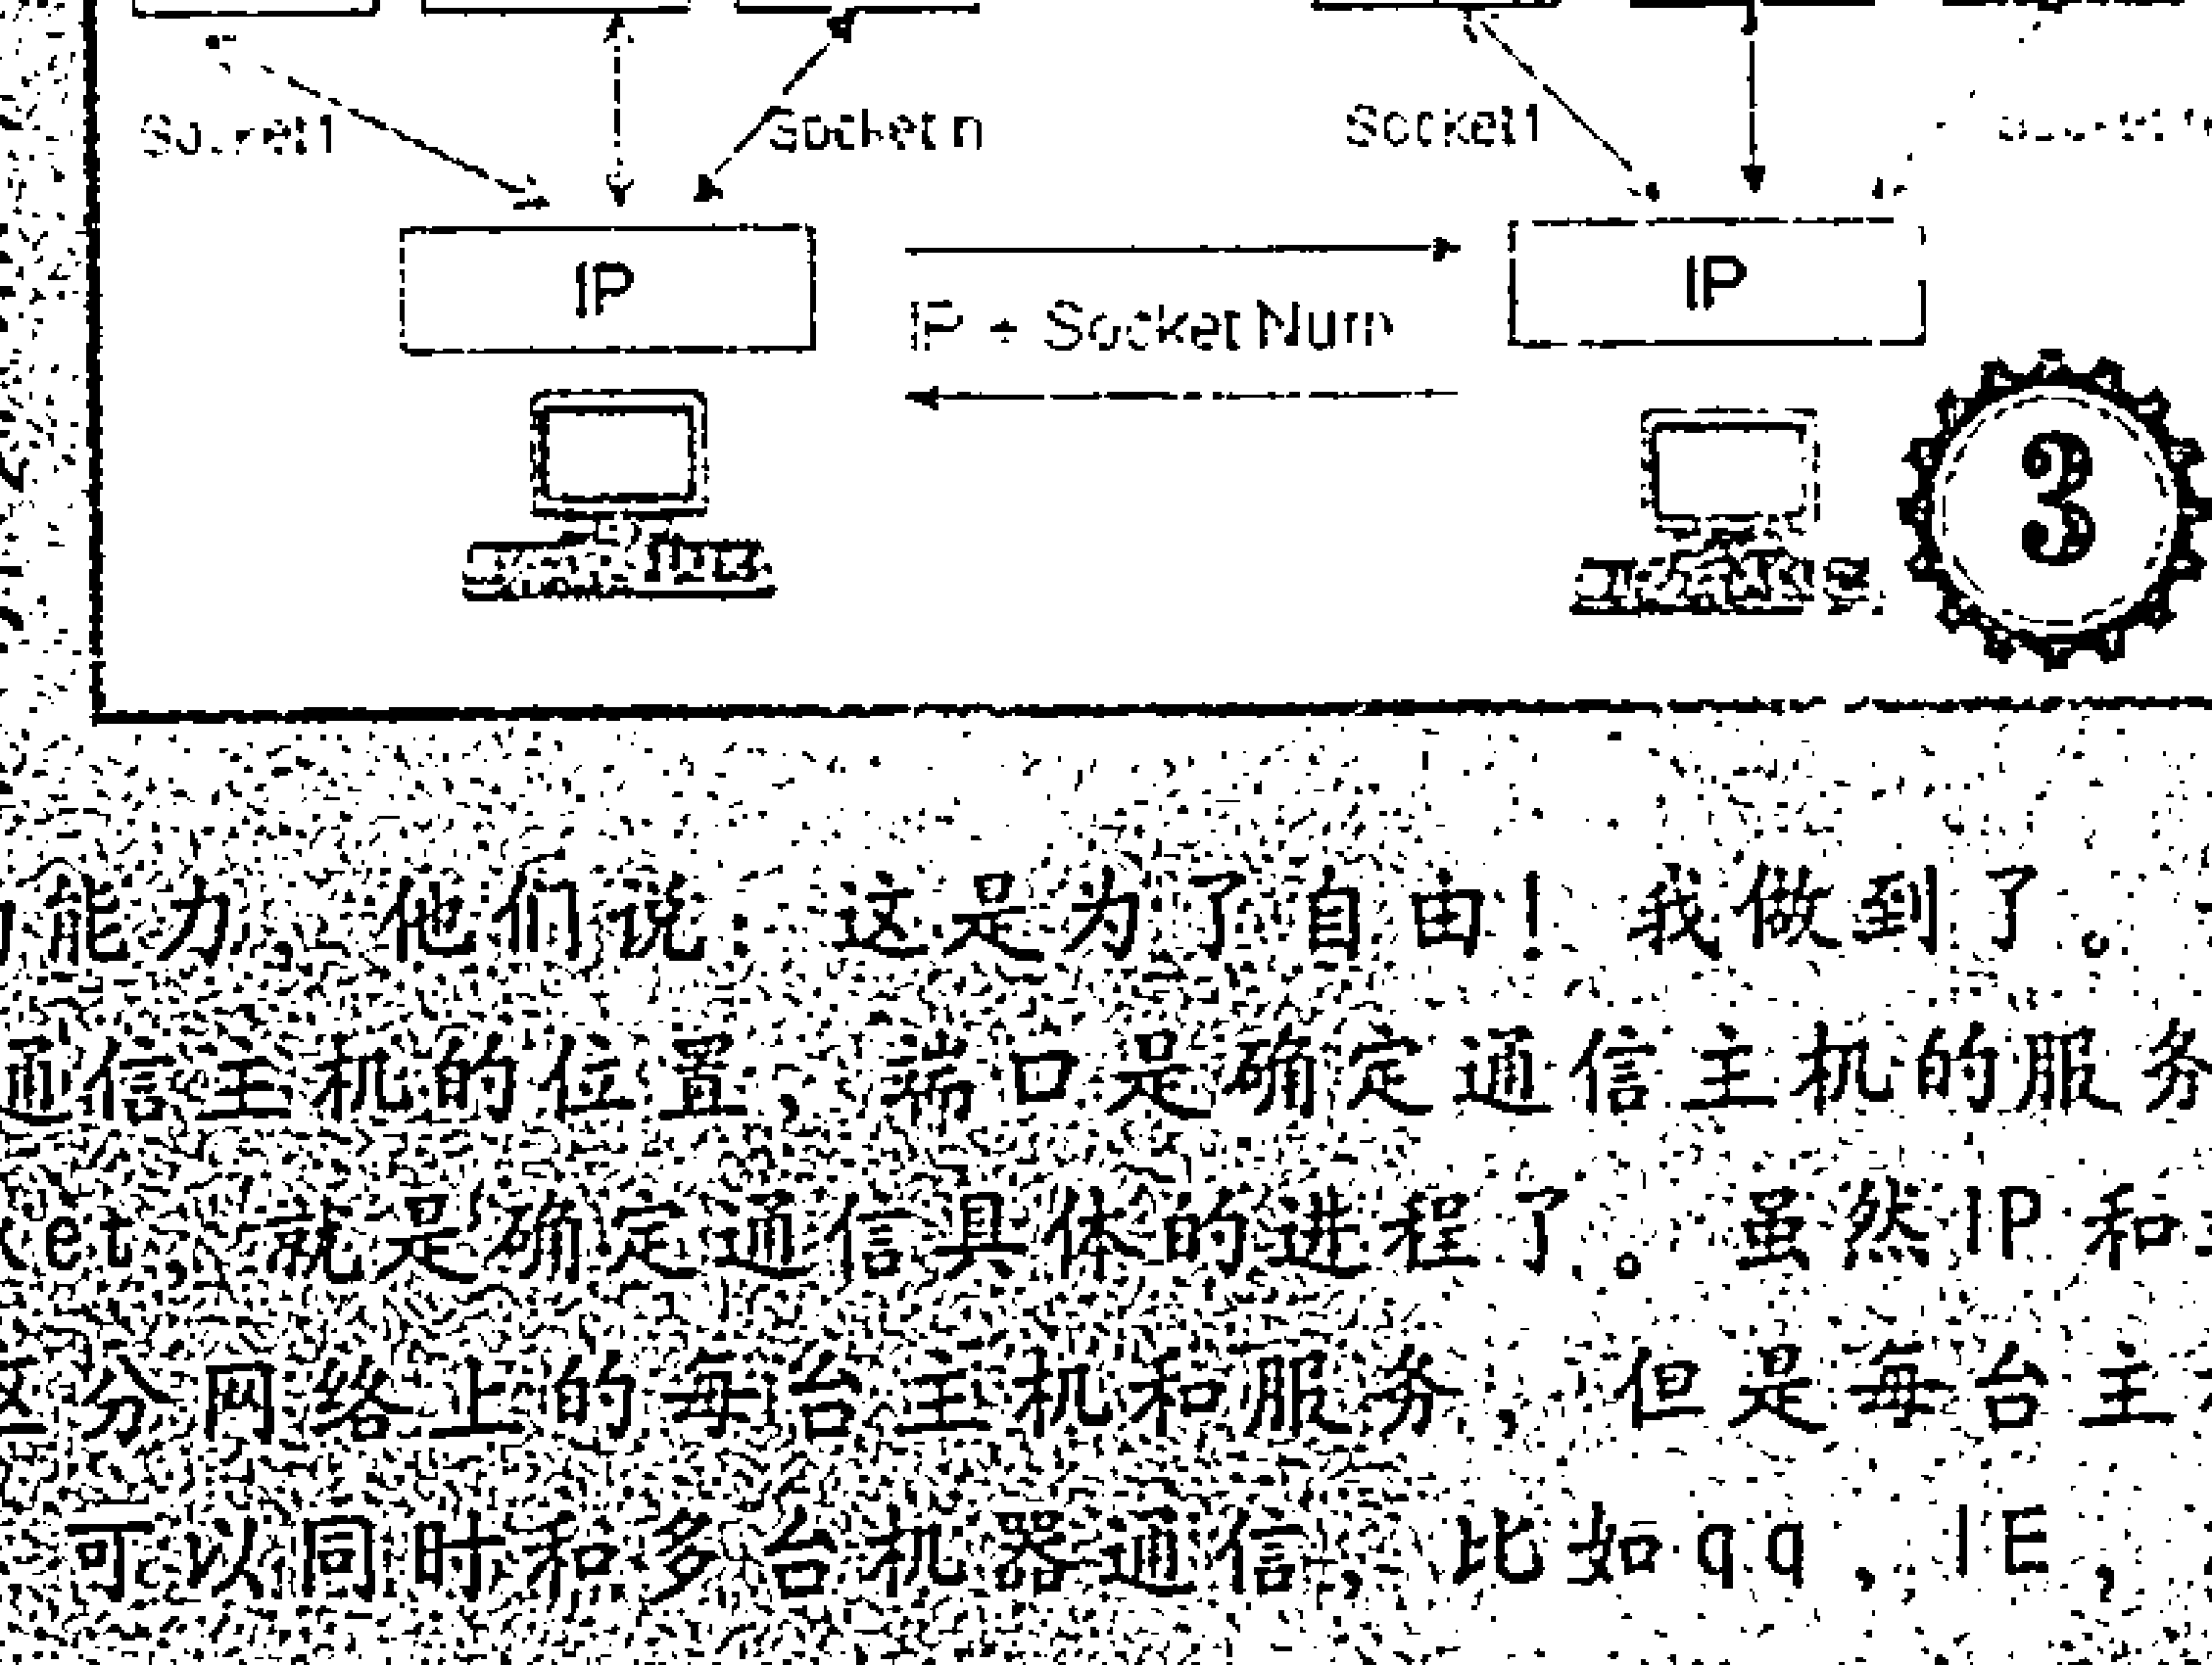 Socket1 Socket n Socket1
IP IP
IP + Socket Num
3
能力，他们说：这是为了自由！我做到了。
通信主机的位置，端口是确定通信主机的服务
ket，就是确定通信具体的进程了。虽然IP和
区分网络上的每台主机和服务，但是每台主
可以同时和多台机器通信，比如qq，IE，